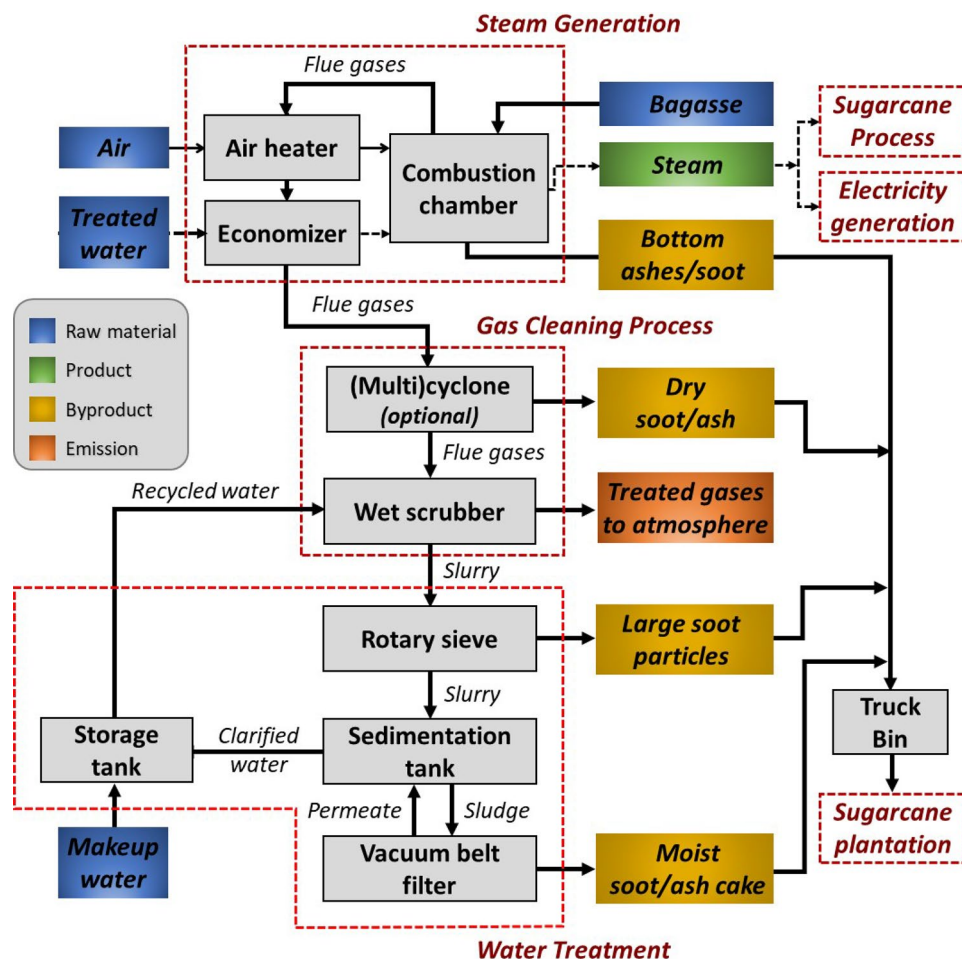 Steam Generation
Flue gases
Bagasse
Sugarcane
Process
Air
Air heater
Combustion
chamber
Steam
Treated
water
Economizer
Electricity
generation
Bottom
ashes/soot
Flue gases
Raw material
Product
Byproduct
Emission
Gas Cleaning Process
(Multi)cyclone
(optional)
Dry
soot/ash
Flue gases
Recycled water
Wet scrubber
Treated gases
to atmosphere
Slurry
Rotary sieve
Large soot
particles
Slurry
Storage
tank
Clarified
water
Sedimentation
tank
Truck
Bin
Permeate
Sludge
Makeup
water
Vacuum belt
filter
Moist
soot/ash cake
Sugarcane
plantation
Water Treatment